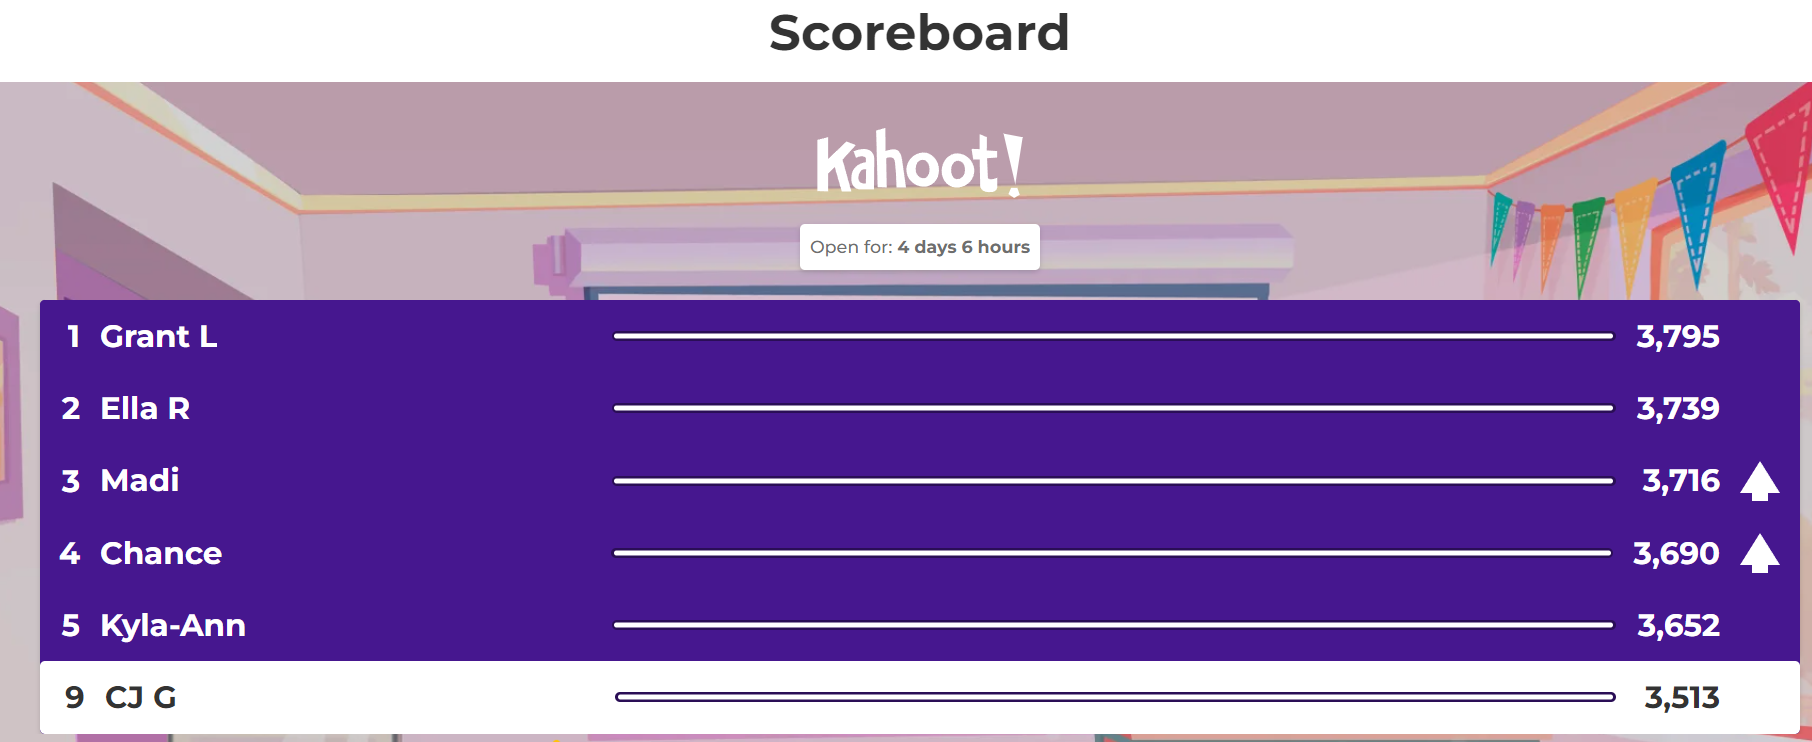 Scoreboard
Kahoot!
Open for: 4 days 6 hours
1 Grant L 3,795
2 Ella R 3,739
3 Madi 3,716
4 Chance 3,690
5 Kyla-Ann 3,652
9 CJ G 3,513